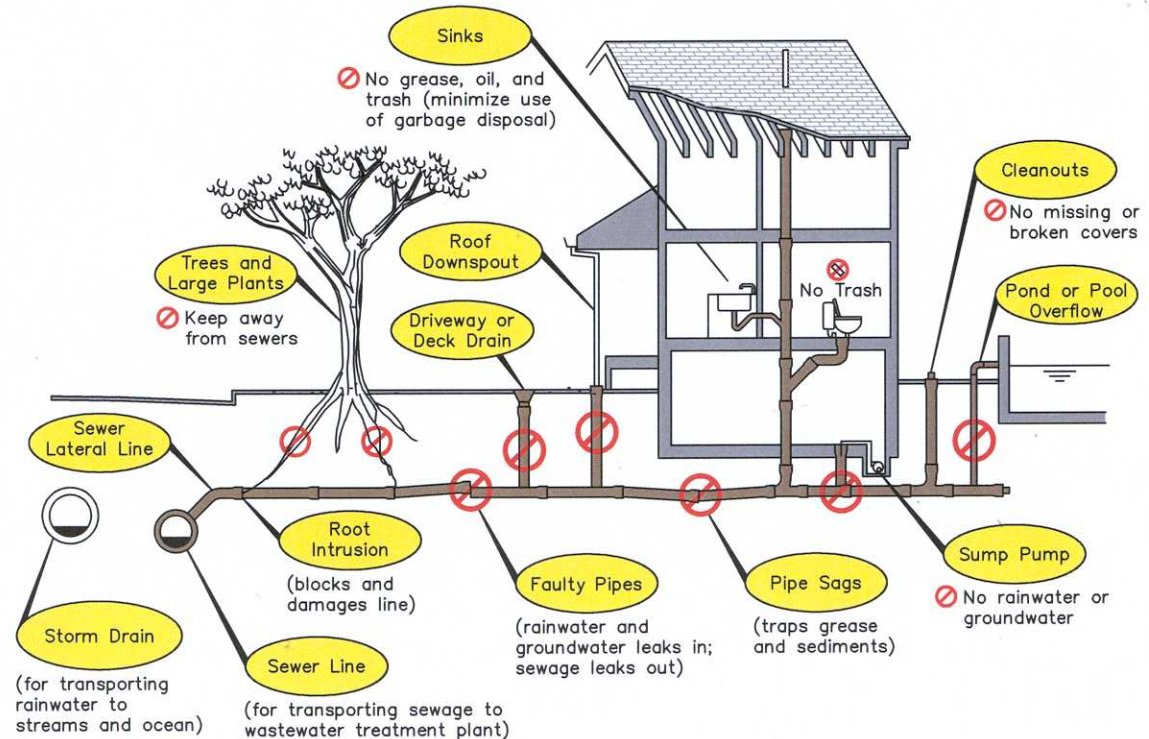 Sinks
No grease, oil, and
trash (minimize use
of garbage disposal)
Cleanouts
No missing or
broken covers
Roof
Downspout
Trees and
Large Plants
Keep away
from sewers
No Trash
Pond or Pool
Overflow
Driveway or
Deck Drain
Sewer
Lateral Line
Root
Intrusion
(blocks and
damages line)
Faulty Pipes
(rainwater and
groundwater leaks in;
sewage leaks out)
Pipe Sags
(traps grease
and sediments)
Sump Pump
No rainwater or
groundwater
Storm Drain
(for transporting
rainwater to
streams and ocean)
Sewer Line
(for transporting sewage to
wastewater treatment plant)